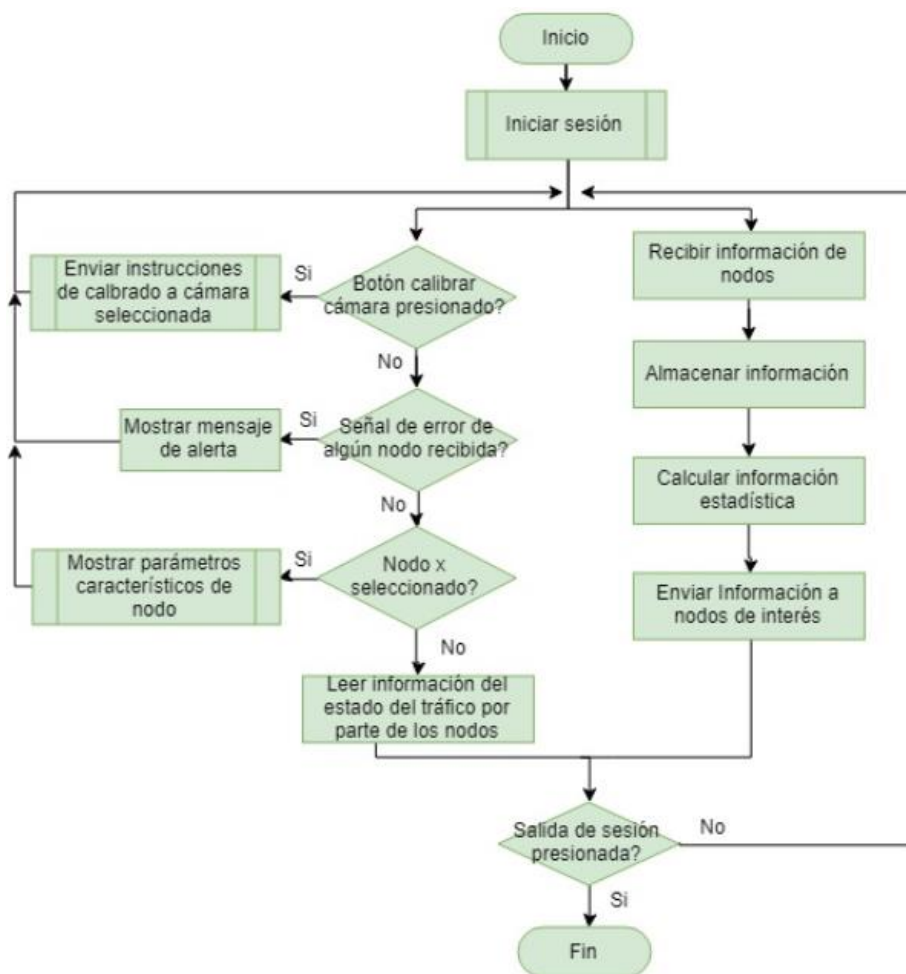 Inicio
Iniciar sesión
Enviar instrucciones
de calbrado a cámara
seleccionada
Si
Botón calibrar
cámara presionado?
No
Mostrar mensaje
de alerta
Si
Señal de error de
algún nodo recibida?
No
Mostrar parámetros
característicos de
nodo
Si
Nodo x
seleccionado?
No
Leer información del
estado del tráfico por
parte de los nodos
Recibir información de
nodos
Almacenar información
Calcular información
estadística
Enviar Información a
nodos de interés
Salida de sesión
presionada?
No
Si
Fin